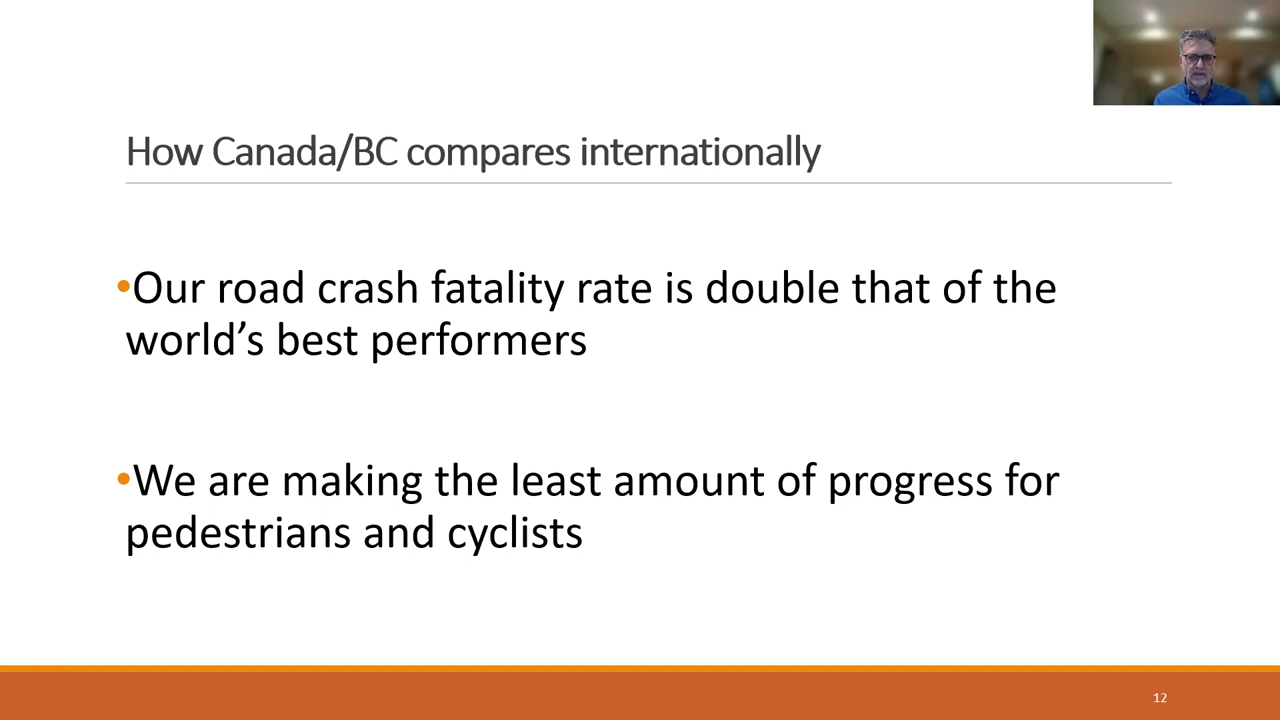 How Canada/BC compares internationally
•Our road crash fatality rate is double that of the
world’s best performers
•We are making the least amount of progress for
pedestrians and cyclists
12